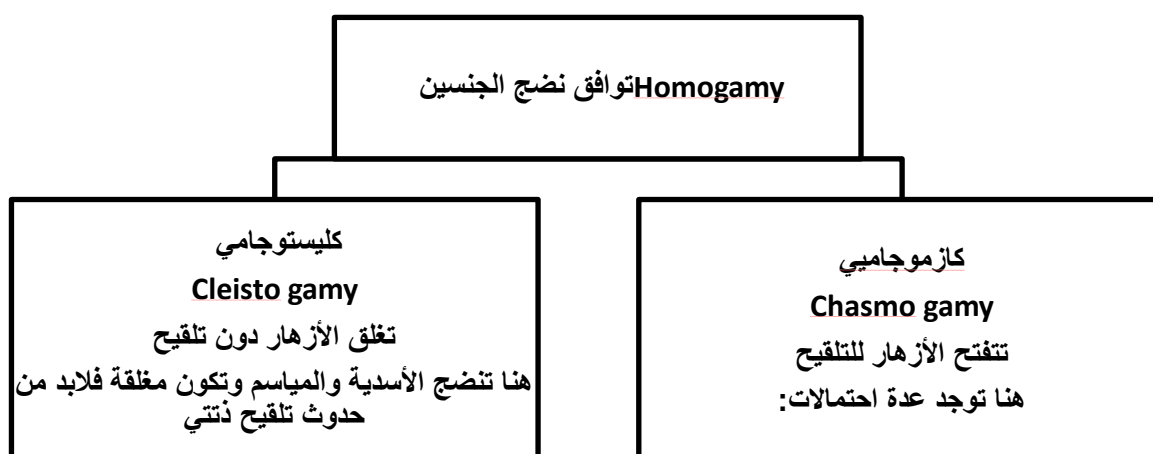 Homogamyتوافق نضج الجنسين
كازموجاميي
Chasmo gamy
تتفتح الأزهار للتلقيح
هنا توجد عدة احتمالات:
كليستوجامي
Cleisto gamy
تغلق الأزهار دون تلقيح
هنا تنضج الأسدية والمياسم وتكون مغلقة فلابد من
حدوث تلقيح ذتتي